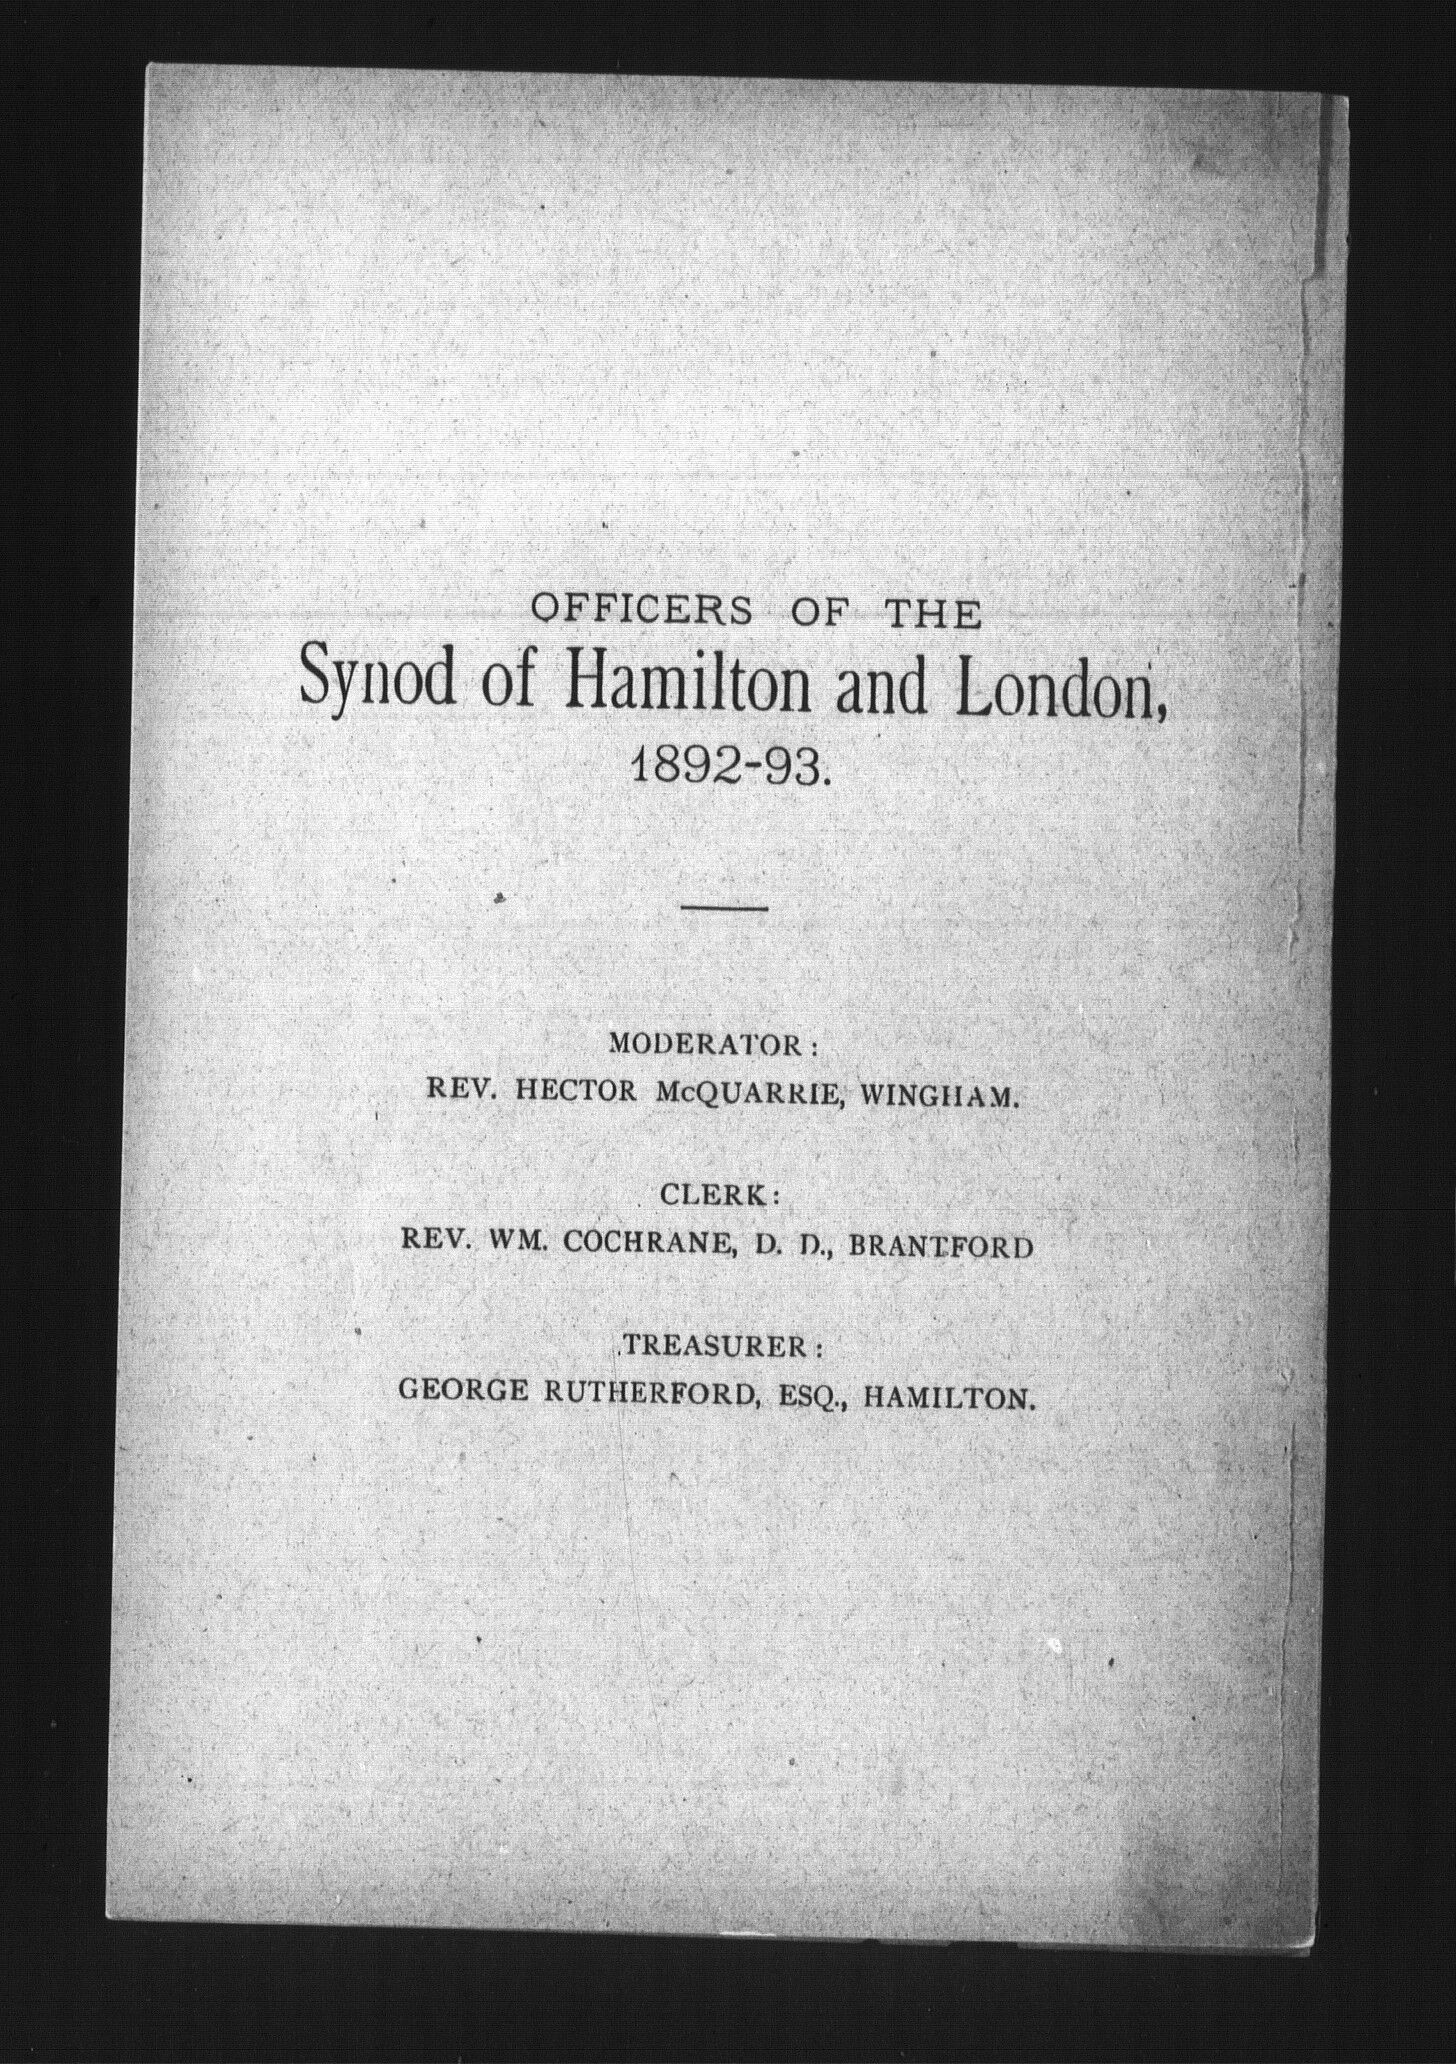 OFFICERS OF THE
Synod of Hamilton and London,
1892-93.
MODERATOR:
REV. HECTOR McQUARRIE, WINGHAM.
CLERK:
REV. WM. COCHRANE, D. D., BRANTFORD
TREASURER:
GEORGE RUTHERFORD, ESQ., HAMILTON.